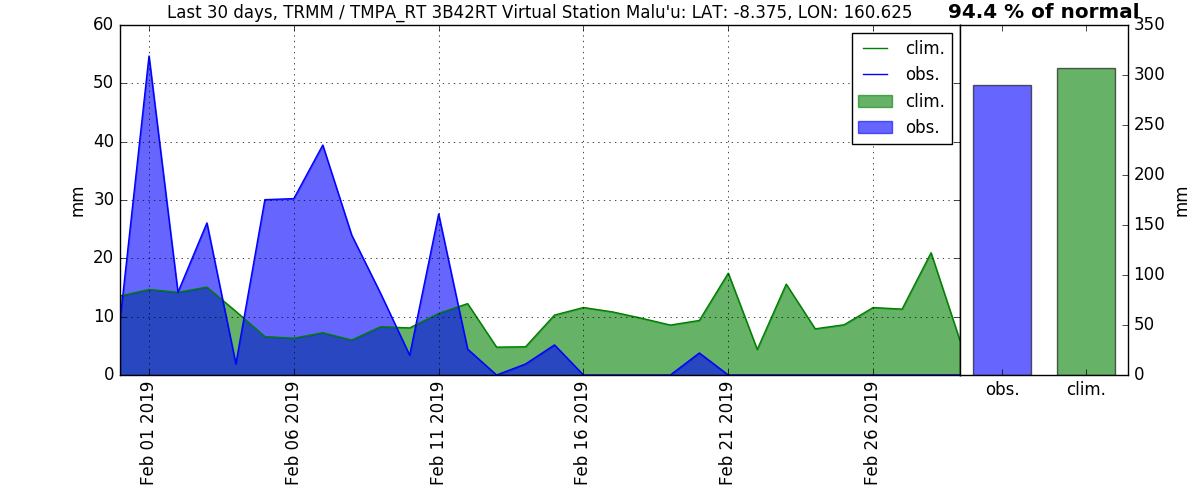 Last 30 days, TRMM / TMPA_RT 3B42RT Virtual Station Malu'u: LAT: -8.375, LON: 160.625
94.4 % of normal
60
50
40
30
20
10
0
mm
clim.
obs.
clim.
obs.
Feb 01 2019
Feb 06 2019
Feb 11 2019
Feb 16 2019
Feb 21 2019
Feb 26 2019
350
300
250
200
150
100
50
0
mm
obs.
clim.